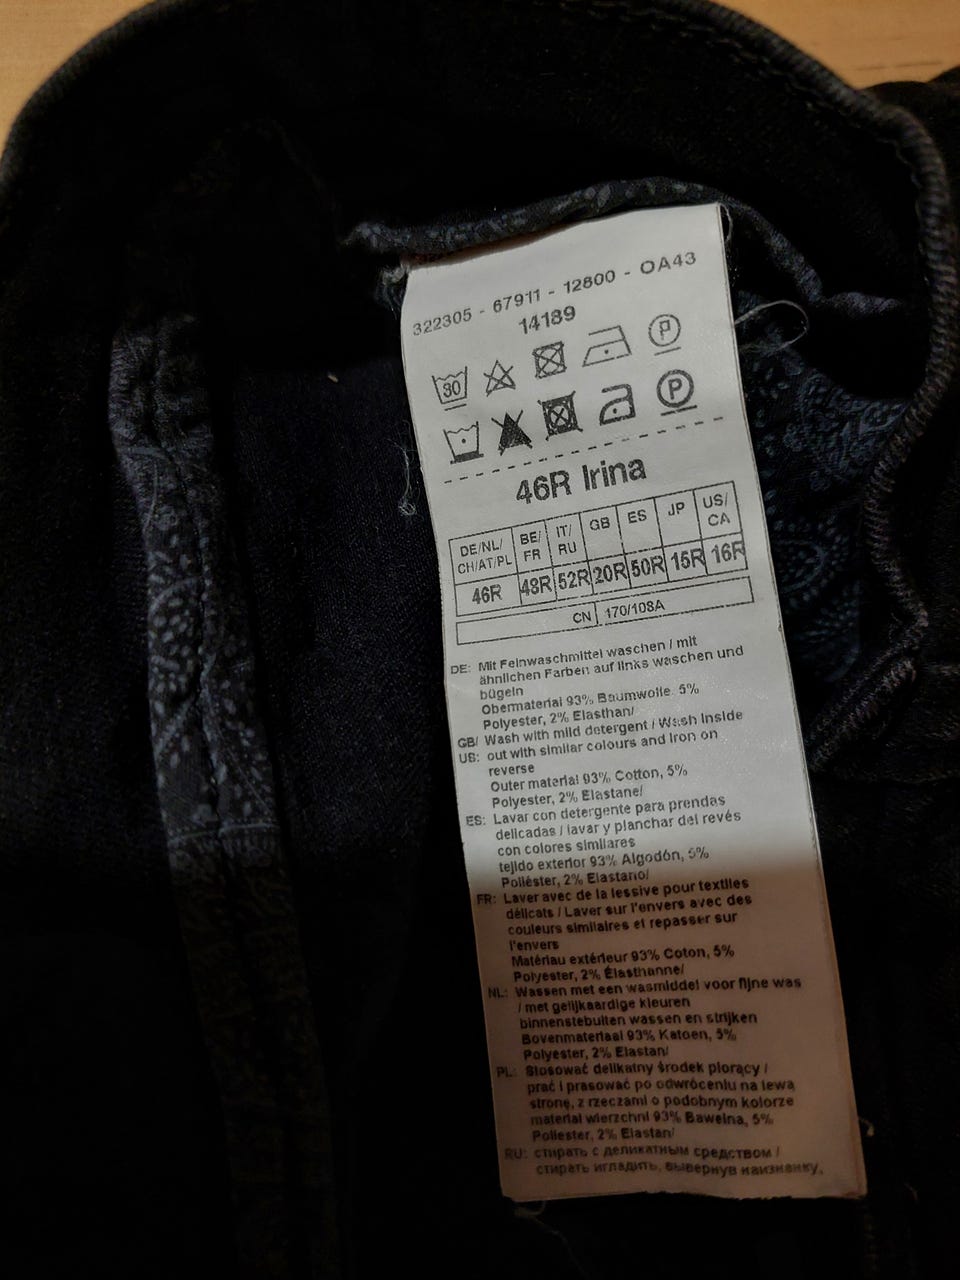 322305 - 67911 - 12800 - OA43
14189
30 P
P
46R Irina
DE/NL/ CH/AT/PL BE/ FR IT/ RU GB ES JP US/ CA
46R 48R 52R 20R 50R 15R 16R
CN 170/108A
DE: Mit Feinwaschmittel waschen / mit
ähnlichen Farben auf links waschen und
bügeln
Obermaterial 93% Baumwolle, 5%
Polyester, 2% Elasthan/
GB/ Wash with mild detergent / Wash inside
US: out with similar colours and iron on
reverse
Outer material 93% Cotton, 5%
Polyester, 2% Elastane/
ES: Lavar con detergente para prendas
delicadas / lavar y planchar del revés
con colores similares
tejido exterior 93% Algodón, 5%
Poliéster, 2% Elastano/
FR: Laver avec de la lessive pour textiles
délicats / Laver sur l'envers avec des
couleurs similaires et repasser sur
l'envers
Matériau extérieur 93% Coton, 5%
Polyester, 2% Élasthanne/
NL: Wassen met een wasmiddel voor fijne was
/ met gelijkaardige kleuren
binnenstebuiten wassen en strijken
Bovenmateriaal 93% Katoen, 5%
Polyester, 2% Elastan/
PL: Stosować delikatny środek piorący /
prać i prasować po odwróceniu na lewą
stronę, z rzeczami o podobnym kolorze
materiał wierzchni 93% Bawełna, 5%
Poliester, 2% Elastan/
RU: стирать с деликатным средством /
стирать и гладить, вывернув наизнанку,